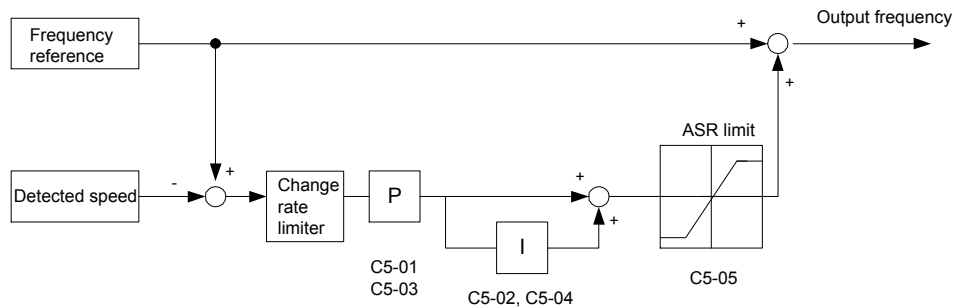 Output frequency
Frequency
reference
+
+
ASR limit
Detected speed
-
+
Change
rate
limiter
P
+
+
I
C5-01
C5-03
C5-02, C5-04
C5-05